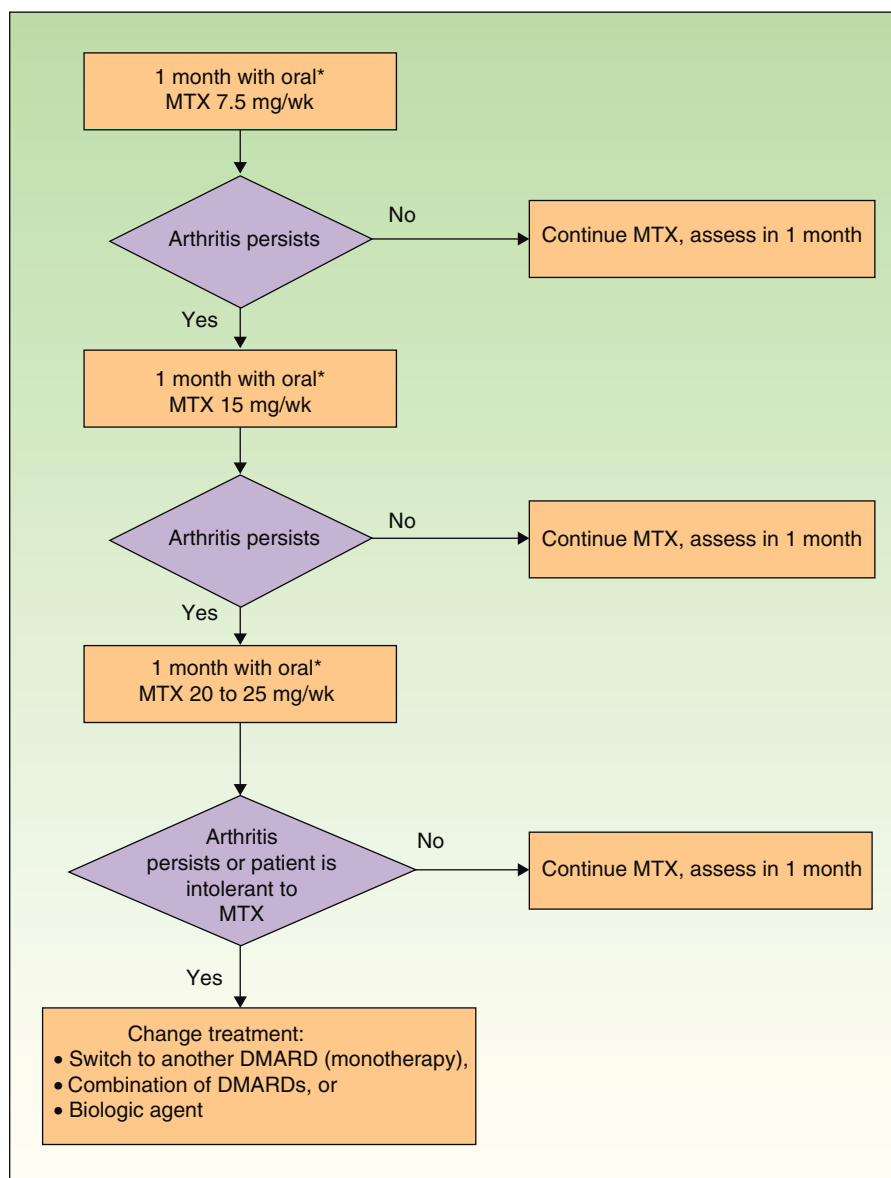 1 month with oral*
MTX 7.5 mg/wk
Arthritis persists
No
Continue MTX, assess in 1 month
Yes
1 month with oral*
MTX 15 mg/wk
Arthritis persists
No
Continue MTX, assess in 1 month
Yes
1 month with oral*
MTX 20 to 25 mg/wk
Arthritis
persists or patient is
intolerant to
MTX
No
Continue MTX, assess in 1 month
Yes
Change treatment:
• Switch to another DMARD (monotherapy),
• Combination of DMARDs, or
• Biologic agent